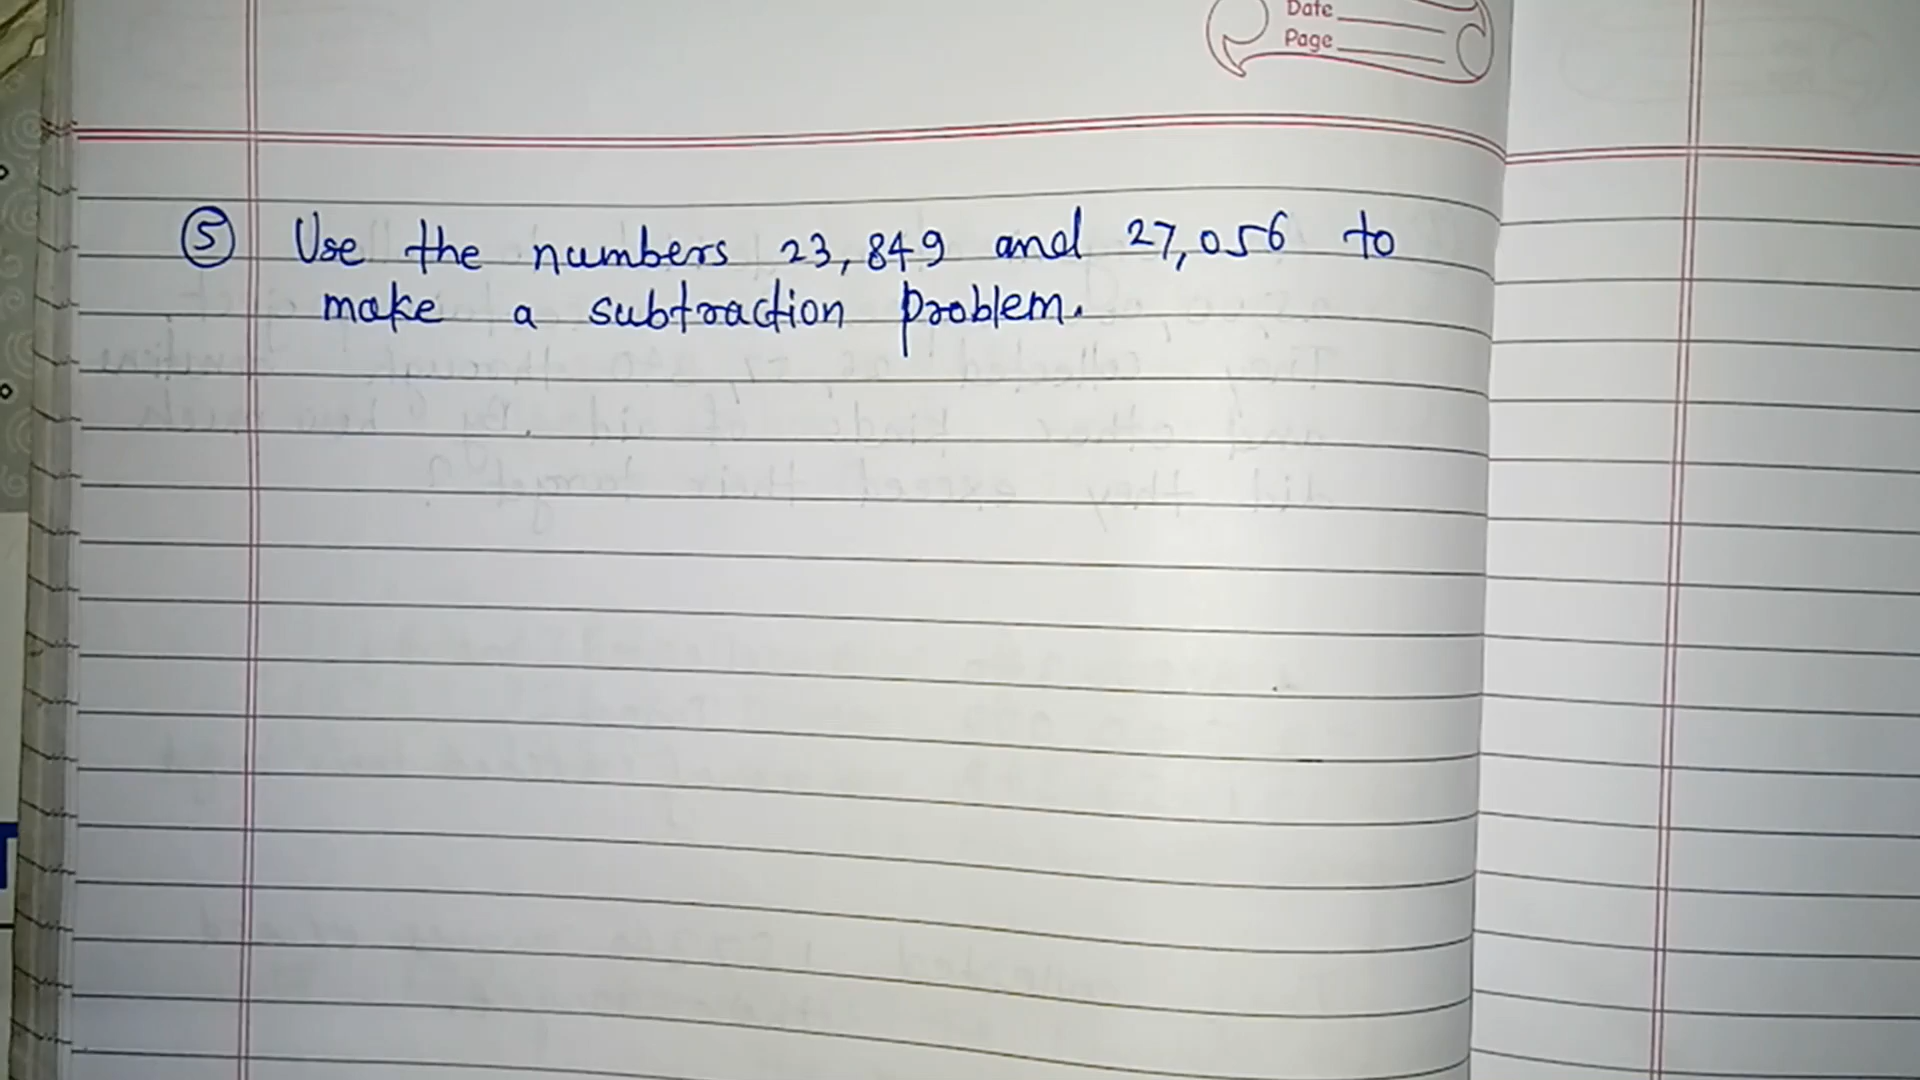 Date
Page
5 Use the numbers 23,849 and 27,056 to
make a subtraction problem.